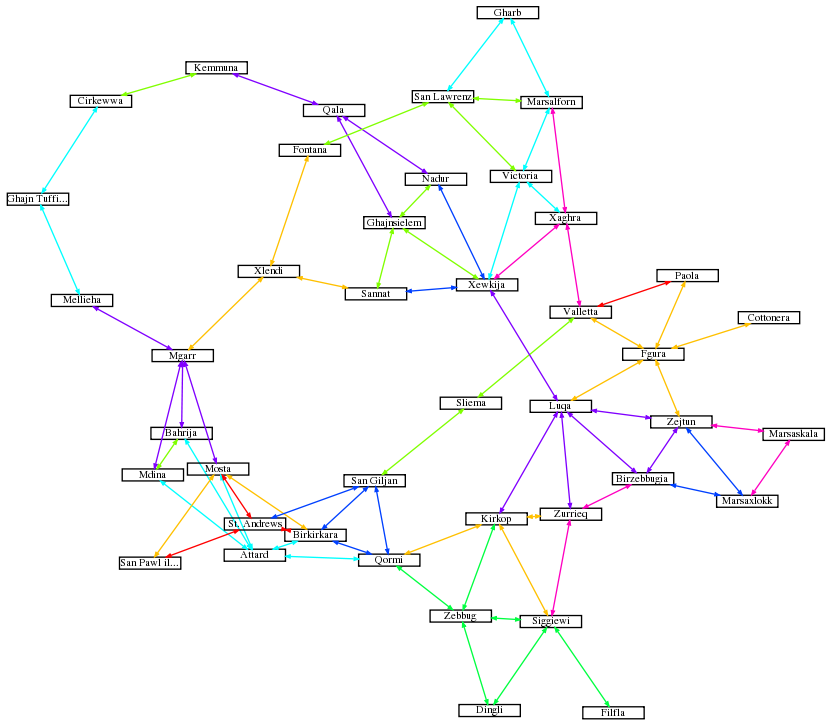 Gharb
Kemmuna
San Lawrenz
Cirkewwa
Marsalforn
Qala
Fontana
Victoria
Nadur
Ghajn Tuffi...
Xaghra
Ghajnsielem
Xlendi
Paola
Xewkija
Sannat
Mellieha
Valletta
Cottonera
Mgarr
Fgura
Sliema
Luqa
Zejtun
Bahrija
Marsaskala
Mosta
Mdina
San Giljan
Birzebbugia
Marsaxlokk
Zurrieq
Kirkop
St. Andrews
Birkirkara
Attard
Qormi
San Pawl il...
Zebbug
Siggiewi
Dingli
Filfla